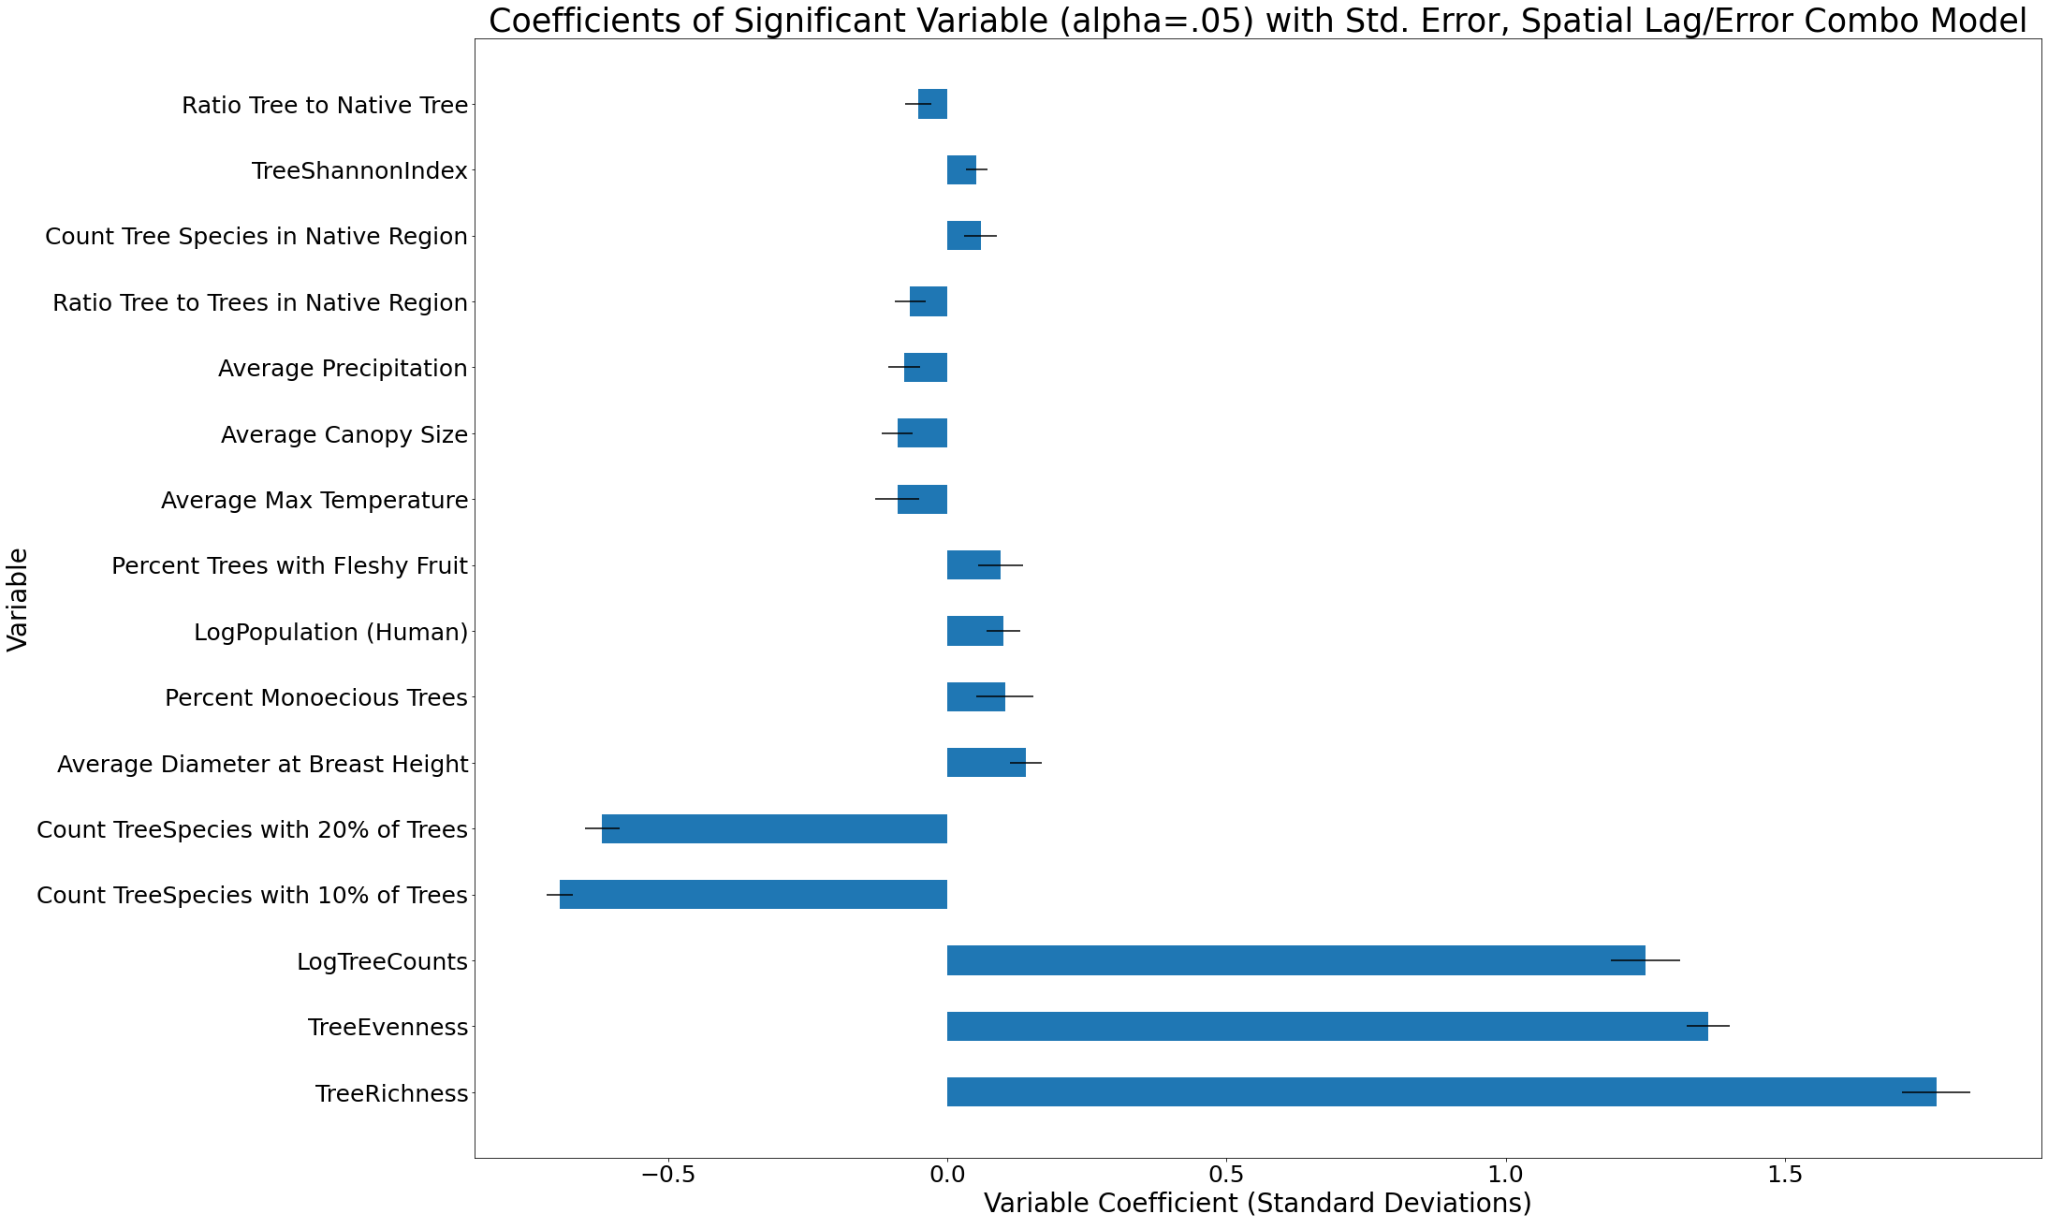 Coefficients of Significant Variable (alpha=.05) with Std. Error, Spatial Lag/Error Combo Model
Variable
Ratio Tree to Native Tree
TreeShannonIndex
Count Tree Species in Native Region
Ratio Tree to Trees in Native Region
Average Precipitation
Average Canopy Size
Average Max Temperature
Percent Trees with Fleshy Fruit
LogPopulation (Human)
Percent Monoecious Trees
Average Diameter at Breast Height
Count TreeSpecies with 20% of Trees
Count TreeSpecies with 10% of Trees
LogTreeCounts
TreeEvenness
TreeRichness
−0.5 0.0 0.5 1.0 1.5
Variable Coefficient (Standard Deviations)